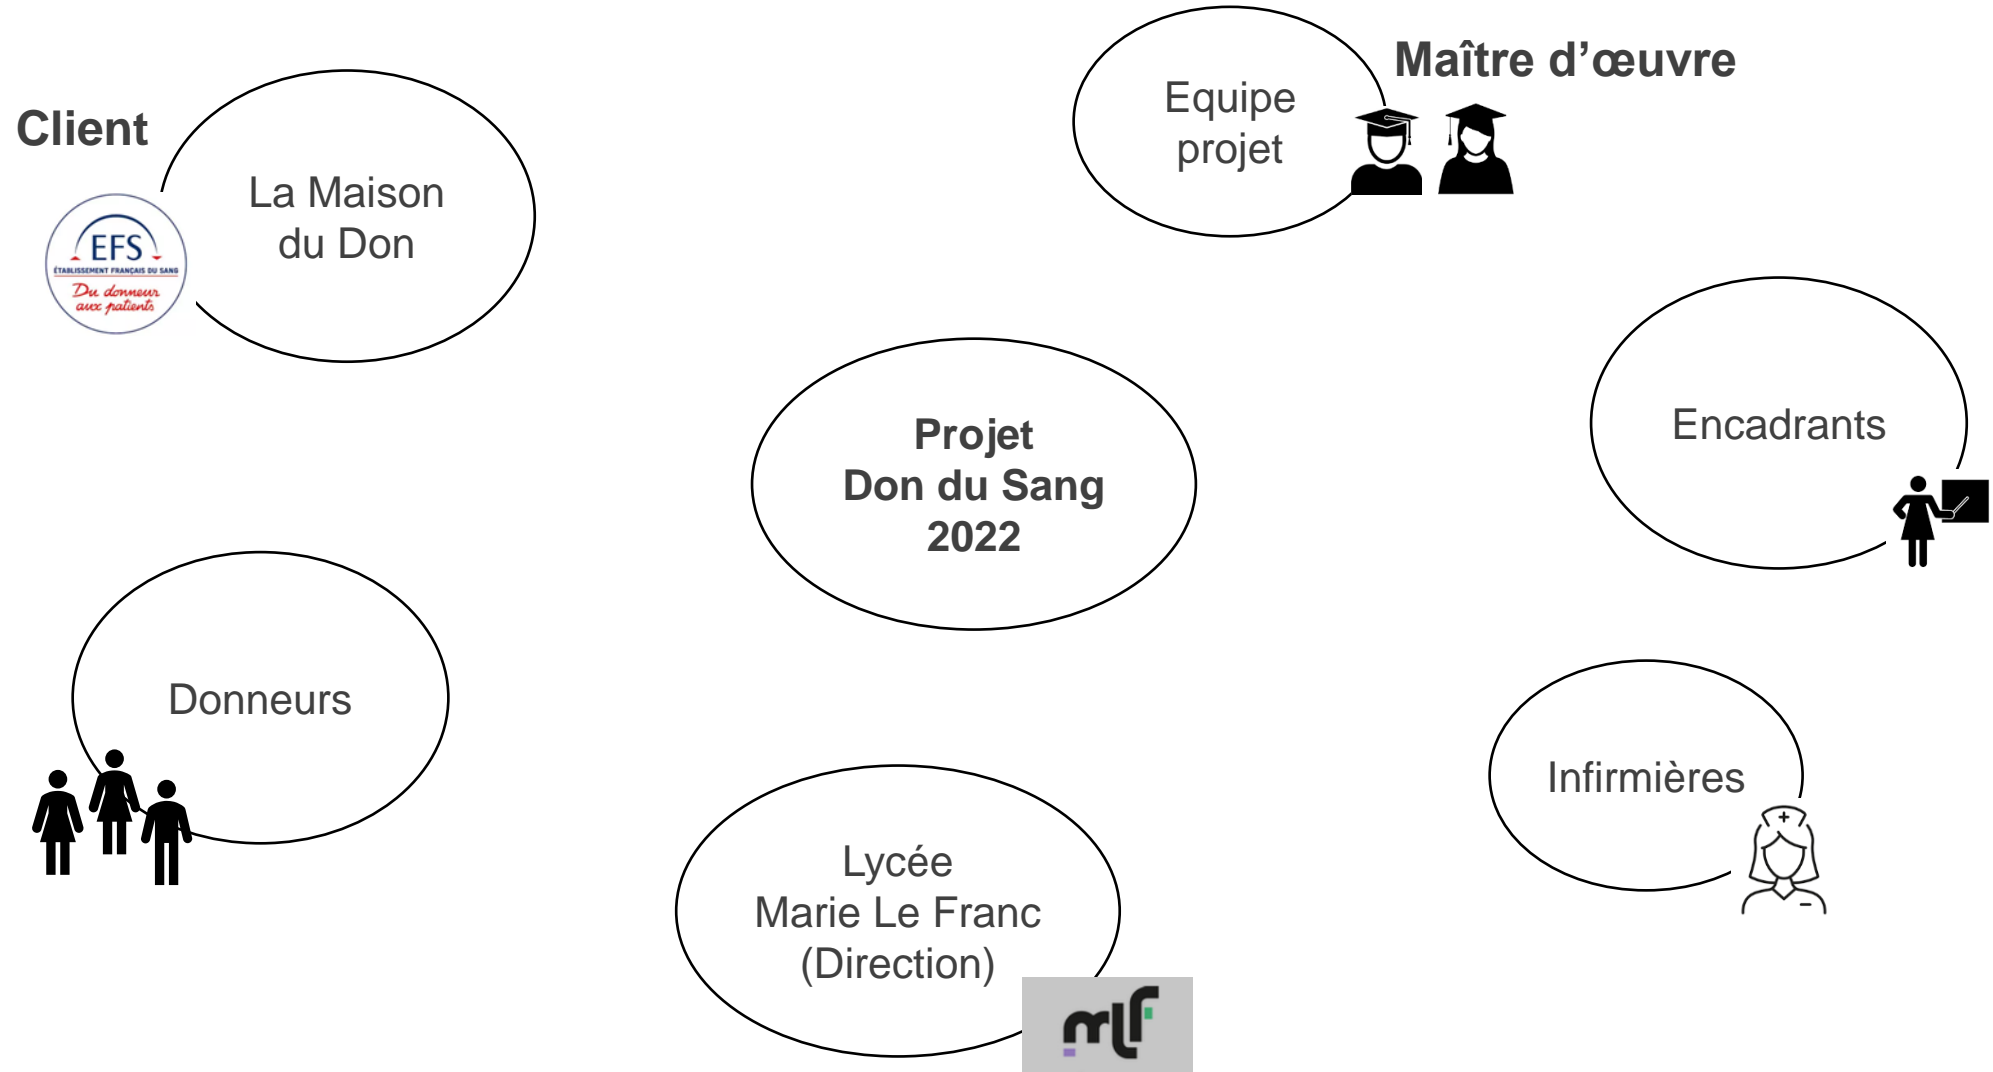 Client
La Maison
du Don
EFS
ÉTABLISSEMENT FRANÇAIS DU SANG
Du donneur
aux patients
Equipe
projet
Maître d’œuvre
Projet
Don du Sang
2022
Encadrants
Donneurs
Infirmières
Lycée
Marie Le Franc
(Direction)
mlf